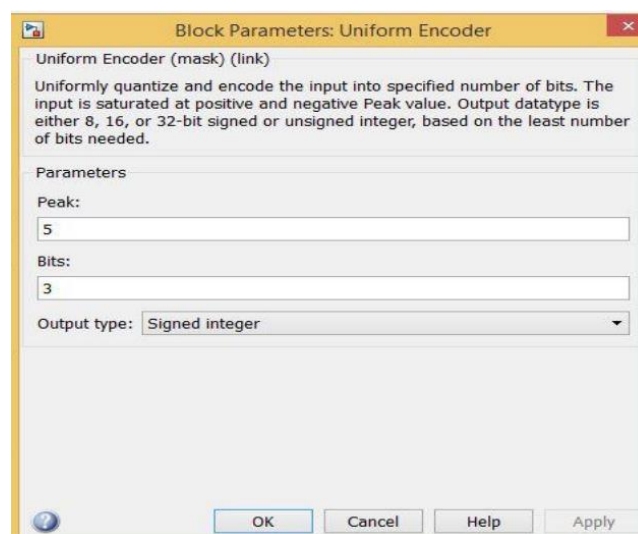 Block Parameters: Uniform Encoder
Uniform Encoder (mask) (link)
Uniformly quantize and encode the input into specified number of bits. The
input is saturated at positive and negative Peak value. Output datatype is
either 8, 16, or 32-bit signed or unsigned integer, based on the least number
of bits needed.
Parameters
Peak:
5
Bits:
3
Output type: Signed integer
OK Cancel Help Apply